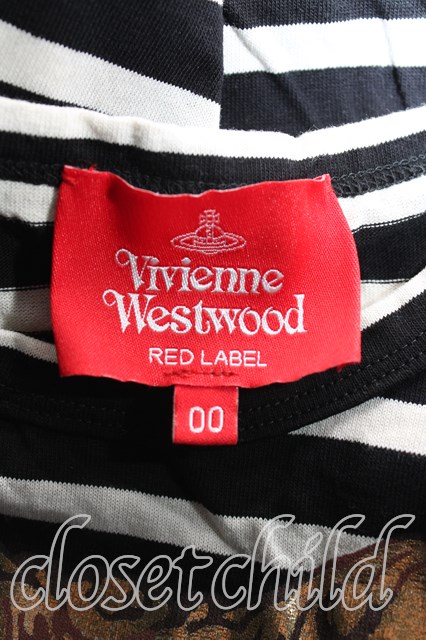 Vivienne
Westwood
RED LABEL
00
closetchild